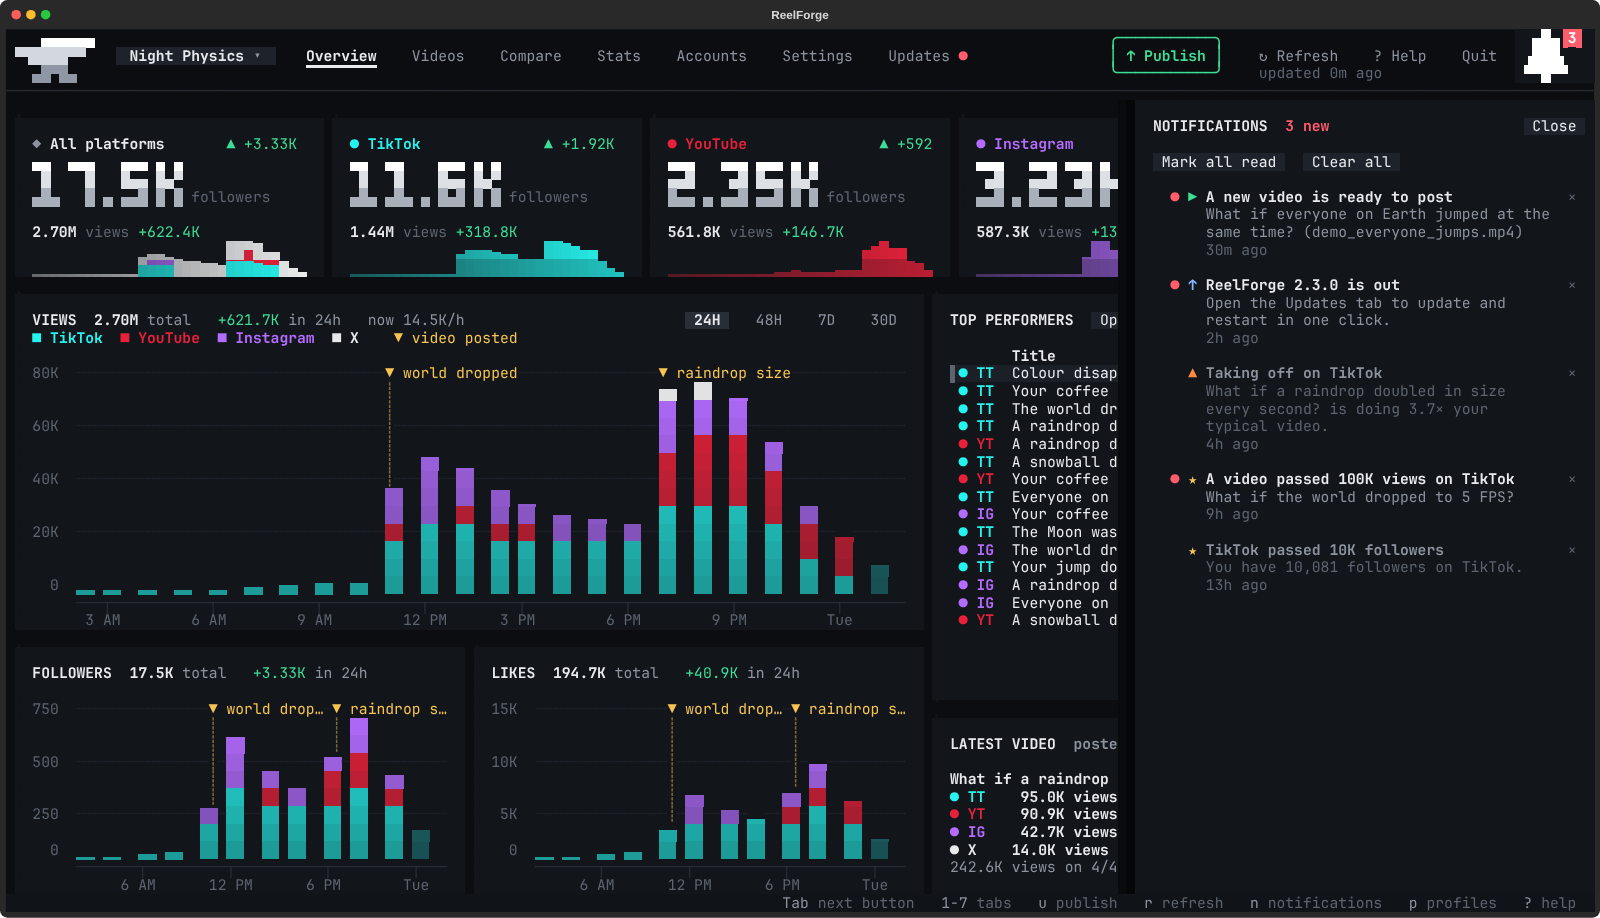 ReelForge
Night Physics ▾ Overview Videos Compare Stats Accounts Settings Updates ↑ Publish ↻ Refresh ? Help Quit 3
updated 0m ago
◆ All platforms ▲ +3.33K
17.5K followers
2.70M views +622.4K
TikTok ▲ +1.92K
11.6K followers
1.44M views +318.8K
YouTube ▲ +592
2.35K followers
561.8K views +146.7K
Instagram
3.23K
587.3K views +13
VIEWS 2.70M total +621.7K in 24h now 14.5K/h 24H 48H 7D 30D
TikTok YouTube Instagram X ▼ video posted
80K ▼ world dropped ▼ raindrop size
60K
40K
20K
0
3 AM 6 AM 9 AM 12 PM 3 PM 6 PM 9 PM Tue
FOLLOWERS 17.5K total +3.33K in 24h
750 ▼ world drop… ▼ raindrop s…
500
250
0
6 AM 12 PM 6 PM Tue
LIKES 194.7K total +40.9K in 24h
15K ▼ world drop… ▼ raindrop s…
10K
5K
0
6 AM 12 PM 6 PM Tue
TOP PERFORMERS Op
Title
TT Colour disap
TT Your coffee
TT The world dr
TT A raindrop d
YT A raindrop d
TT A snowball d
YT Your coffee
TT Everyone on
IG Your coffee
TT The Moon was
IG The world dr
TT Your jump do
IG A raindrop d
IG Everyone on
YT A snowball d
LATEST VIDEO poste
What if a raindrop
TT 95.0K views
YT 90.9K views
IG 42.7K views
X 14.0K views
242.6K views on 4/4
NOTIFICATIONS 3 new Close
Mark all read Clear all
▶ A new video is ready to post ×
What if everyone on Earth jumped at the
same time? (demo_everyone_jumps.mp4)
30m ago
↑ ReelForge 2.3.0 is out ×
Open the Updates tab to update and
restart in one click.
2h ago
▲ Taking off on TikTok ×
What if a raindrop doubled in size
every second? is doing 3.7× your
typical video.
4h ago
★ A video passed 100K views on TikTok ×
What if the world dropped to 5 FPS?
9h ago
★ TikTok passed 10K followers ×
You have 10,081 followers on TikTok.
13h ago
Tab next button 1-7 tabs u publish r refresh n notifications p profiles ? help